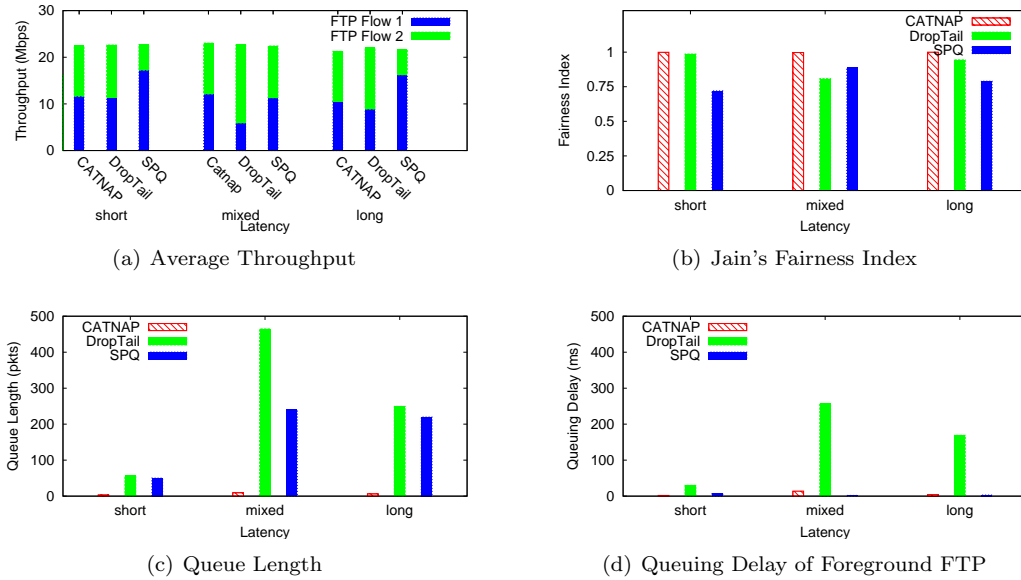 30
20
10
0
Throughput (Mbps)
FTP Flow 1
FTP Flow 2
CATNAP
DropTail
SPQ
Catnap
DropTail
SPQ
CATNAP
DropTail
SPQ
short
mixed
long
Latency
(a) Average Throughput
1
0.75
0.5
0.25
0
Fairness Index
CATNAP
DropTail
SPQ
short
mixed
long
Latency
(b) Jain's Fairness Index
500
400
300
200
100
0
Queue Length (pkts)
CATNAP
DropTail
SPQ
short
mixed
long
Latency
(c) Queue Length
500
400
300
200
100
0
Queuing Delay (ms)
CATNAP
DropTail
SPQ
short
mixed
long
Latency
(d) Queuing Delay of Foreground FTP